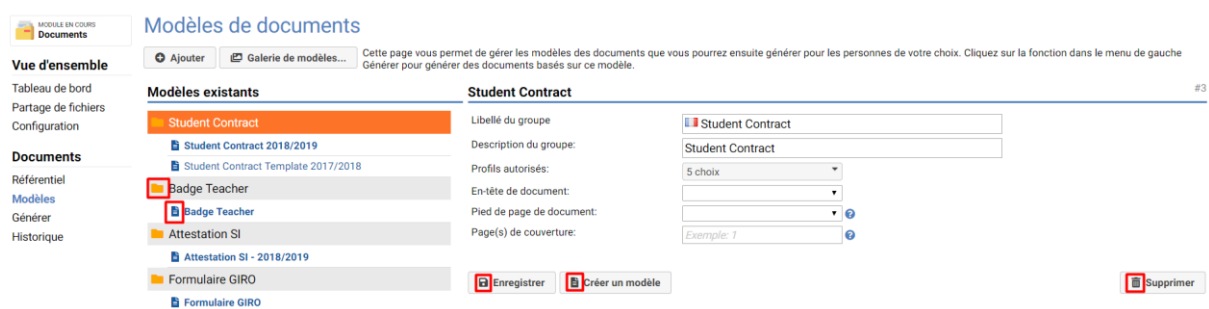 MODULE EN COURS
Documents
Vue d'ensemble
Tableau de bord
Partage de fichiers
Configuration
Documents
Référentiel
Modèles
Générer
Historique
Modèles de documents
Ajouter
Galerie de modèles...
Cette page vous permet de gérer les modèles des documents que vous pourrez ensuite générer pour les personnes de votre choix. Cliquez sur la fonction dans le menu de gauche
Générer pour générer des documents basés sur ce modèle.
Modèles existants
Student Contract
Student Contract 2018/2019
Student Contract Template 2017/2018
Badge Teacher
Badge Teacher
Attestation SI
Attestation SI - 2018/2019
Formulaire GIRO
Formulaire GIRO
Student Contract
#3
Libellé du groupe
Student Contract
Description du groupe:
Student Contract
Profils autorisés:
5 choix
En-tête de document:
Pied de page de document:
Page(s) de couverture:
Exemple: 1
Enregistrer
Créer un modèle
Supprimer